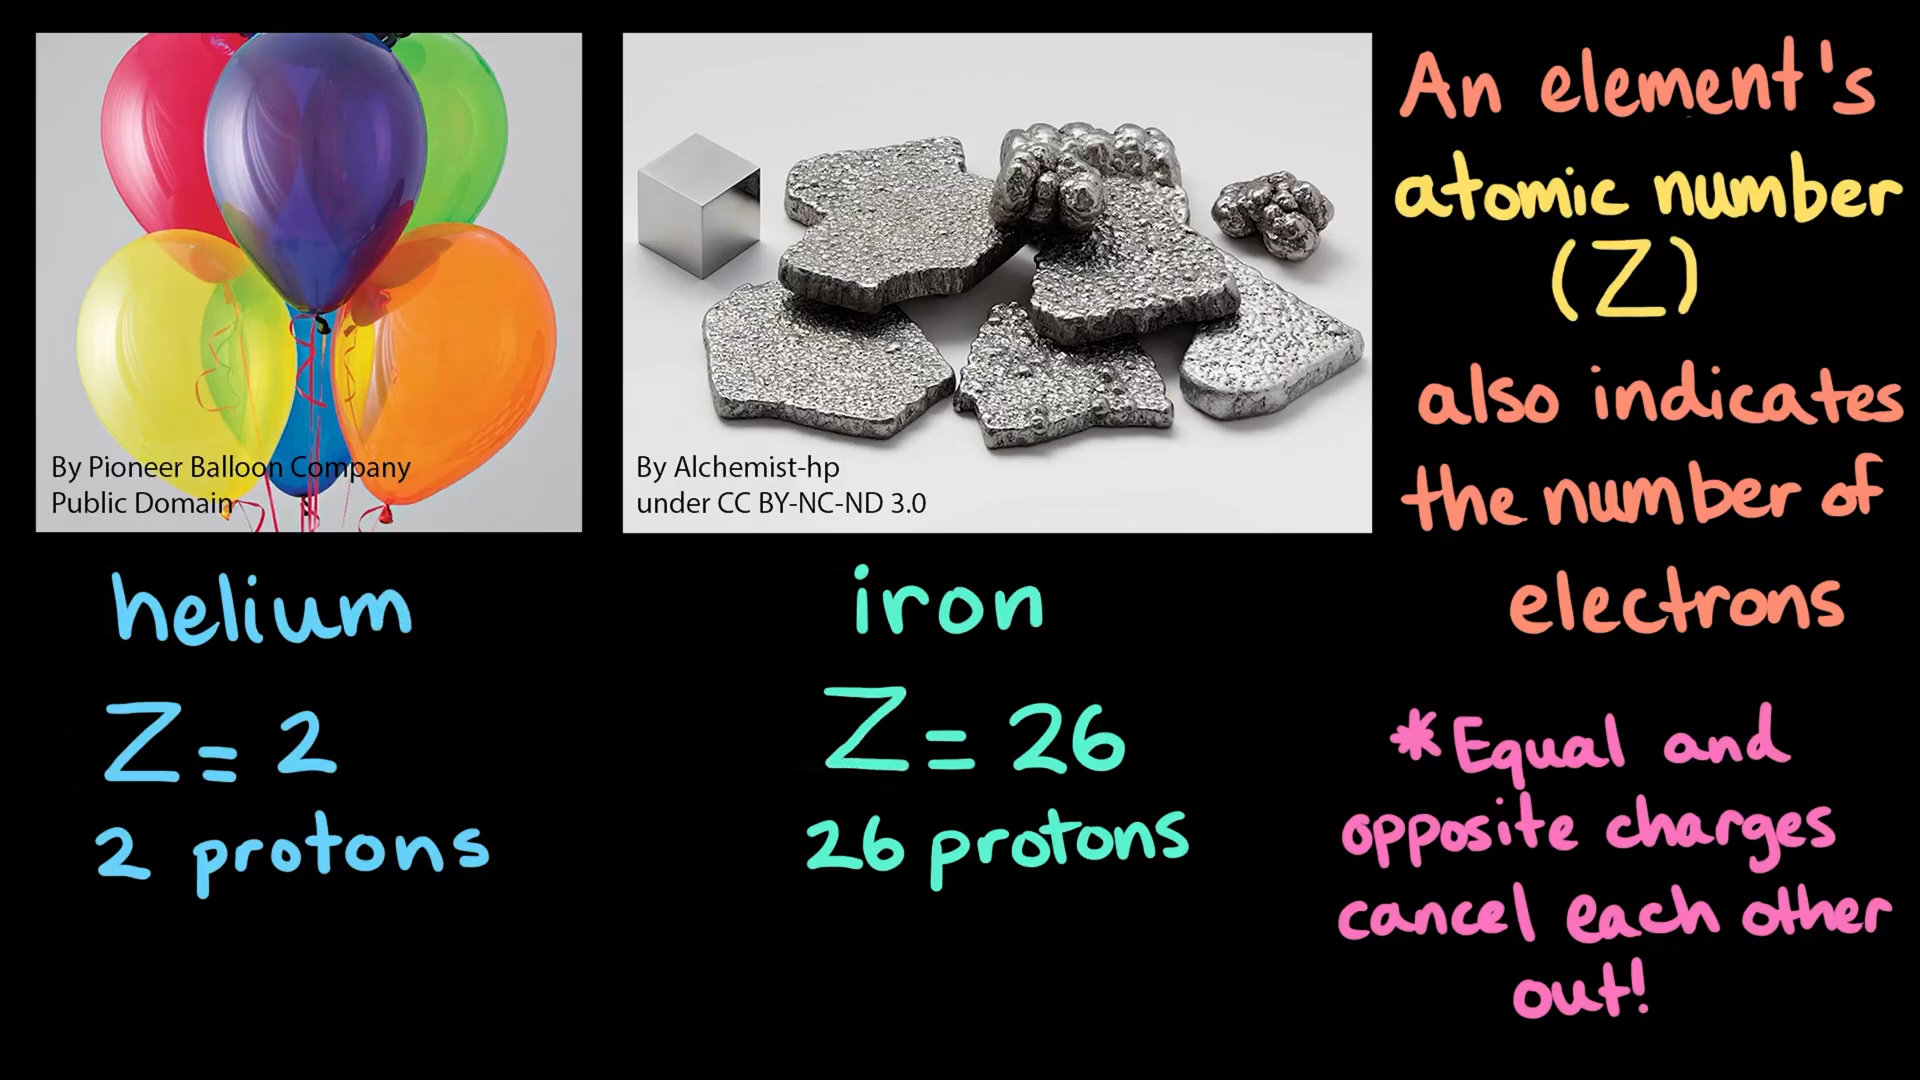 By Pioneer Balloon Company
Public Domain
By Alchemist-hp
under CC BY-NC-ND 3.0
helium
Z = 2
2 protons
iron
Z = 26
26 protons
An element's
atomic number
(Z)
also indicates
the number of
electrons
*Equal and
opposite charges
cancel each other
out!